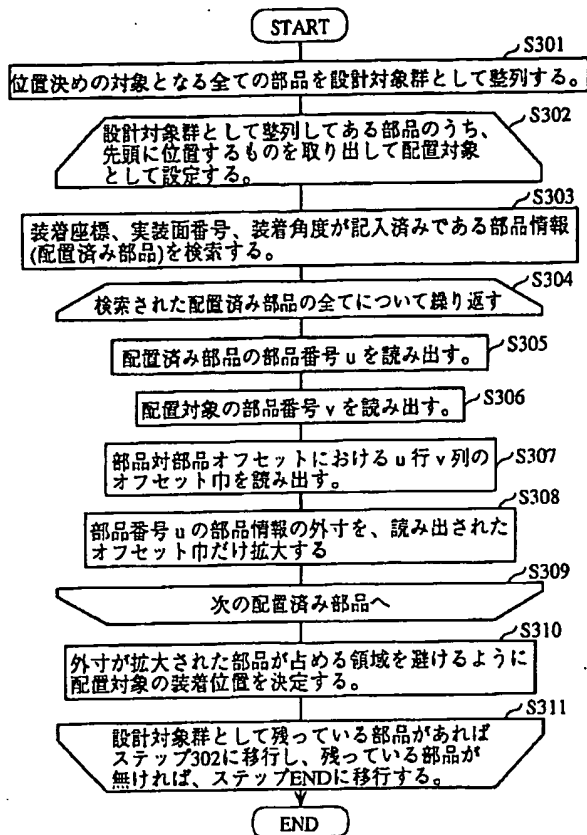 START
S301
位置決めの対象となる全ての部品を設計対象群として整列する。
S302
設計対象群として整列してある部品のうち、
先頭に位置するものを取り出して配置対象
として設定する。
S303
装着座標、実装面番号、装着角度が記入済みである部品情報
(配置済み部品)を検索する。
S304
検索された配置済み部品の全てについて繰り返す
S305
配置済み部品の部品番号uを読み出す。
S306
配置対象の部品番号vを読み出す。
S307
部品対部品オフセットにおけるu行v列の
オフセット巾を読み出す。
S308
部品番号uの部品情報の外寸を、読み出された
オフセット巾だけ拡大する
S309
次の配置済み部品へ
S310
外寸が拡大された部品が占める領域を避けるように
配置対象の装着位置を決定する。
S311
設計対象群として残っている部品があれば
ステップ302に移行し、残っている部品が
無ければ、ステップENDに移行する。
END